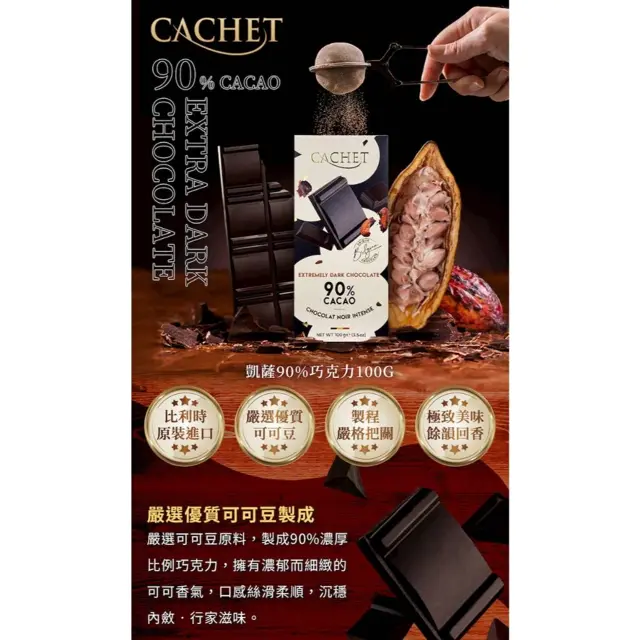 CACHET
90% CACAO
EXTRA DARK
CHOCOLATE
CACHET
EXTREMELY DARK CHOCOLATE
90%
CACAO
CHOCOLAT NOIR INTENSE
凱薩90%巧克力100G
比利時
原裝進口
嚴選優質
可可豆
製程
嚴格把關
極致美味
餘韻回香
嚴選優質可可豆製成
嚴選可可豆原料，製成90%濃厚
比例巧克力，擁有濃郁而細緻的
可可香氣，口感絲滑柔順，沉穩
內斂．行家滋味。